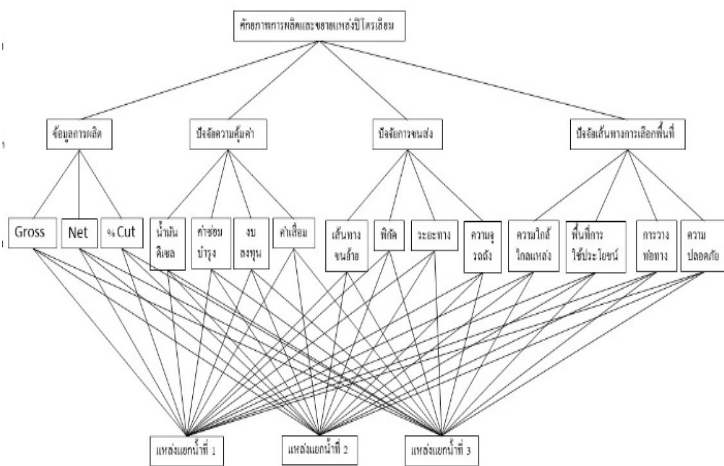 ศักยภาพการผลิตและขยายแหล่งปิโตรเลียม
ข้อมูลการผลิต
ปัจจัยความคุ้มค่า
ปัจจัยการขนส่ง
ปัจจัยเส้นทางการเลือกพื้นที่
Gross
Net
%Cut
น้ำมัน
ดีเซล
ค่าซ่อม
บำรุง
งบ
ลงทุน
ค่าเสื่อม
เส้นทาง
ขนย้าย
พิกัด
ระยะทาง
ความจุ
รถถัง
ความใกล้
ไกลแหล่ง
พื้นที่การ
ใช้ประโยชน์
การวาง
ท่อทาง
ความ
ปลอดภัย
แหล่งแยกน้ำที่ 1
แหล่งแยกน้ำที่ 2
แหล่งแยกน้ำที่ 3